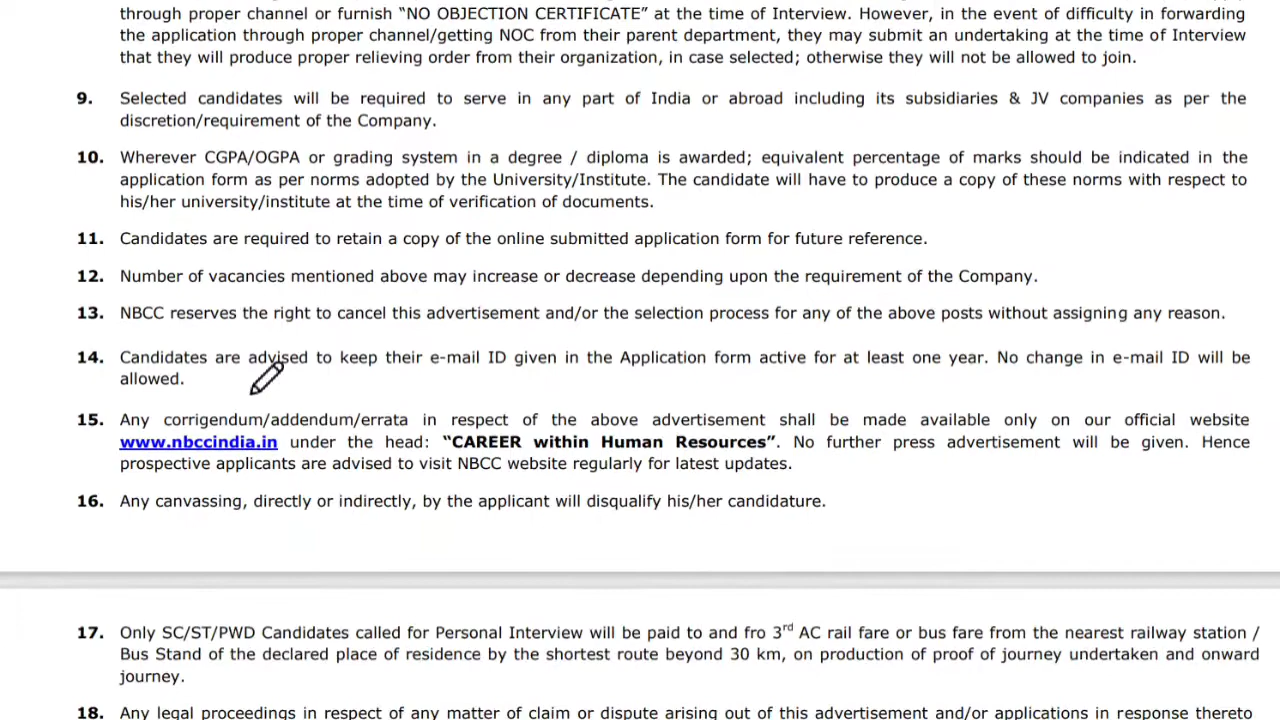 through proper channel or furnish “NO OBJECTION CERTIFICATE” at the time of Interview. However, in the event of difficulty in forwarding
the application through proper channel/getting NOC from their parent department, they may submit an undertaking at the time of Interview
that they will produce proper relieving order from their organization, in case selected; otherwise they will not be allowed to join.
9. Selected candidates will be required to serve in any part of India or abroad including its subsidiaries & JV companies as per the
discretion/requirement of the Company.
10. Wherever CGPA/OGPA or grading system in a degree / diploma is awarded; equivalent percentage of marks should be indicated in the
application form as per norms adopted by the University/Institute. The candidate will have to produce a copy of these norms with respect to
his/her university/institute at the time of verification of documents.
11. Candidates are required to retain a copy of the online submitted application form for future reference.
12. Number of vacancies mentioned above may increase or decrease depending upon the requirement of the Company.
13. NBCC reserves the right to cancel this advertisement and/or the selection process for any of the above posts without assigning any reason.
14. Candidates are advised to keep their e-mail ID given in the Application form active for at least one year. No change in e-mail ID will be
allowed.
15. Any corrigendum/addendum/errata in respect of the above advertisement shall be made available only on our official website
www.nbccindia.in under the head: “CAREER within Human Resources”. No further press advertisement will be given. Hence
prospective applicants are advised to visit NBCC website regularly for latest updates.
16. Any canvassing, directly or indirectly, by the applicant will disqualify his/her candidature.
17. Only SC/ST/PWD Candidates called for Personal Interview will be paid to and fro 3rd AC rail fare or bus fare from the nearest railway station /
Bus Stand of the declared place of residence by the shortest route beyond 30 km, on production of proof of journey undertaken and onward
journey.
18. Any legal proceedings in respect of any matter of claim or dispute arising out of this advertisement and/or applications in response thereto